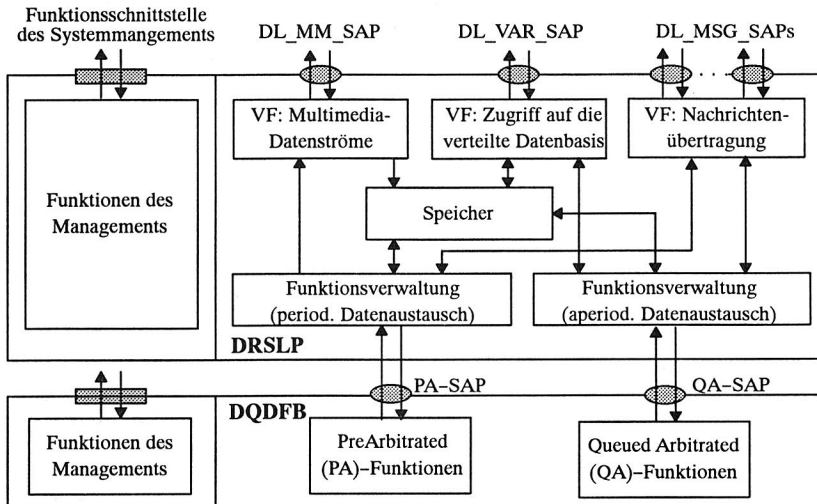 Funktionsschnittstelle
des Systemmangements
DL_MM_SAP
DL_VAR_SAP
DL_MSG_SAPs
VF: Multimedia-
Datenströme
VF: Zugriff auf die
verteilte Datenbasis
VF: Nachrichten-
übertragung
Funktionen des
Managements
Speicher
Funktionsverwaltung
(period. Datenaustausch)
Funktionsverwaltung
(aperiod. Datenaustausch)
DRSLP
PA-SAP
QA-SAP
DQDFB
Funktionen des
Managements
PreArbitrated
(PA)-Funktionen
Queued Arbitrated
(QA)-Funktionen